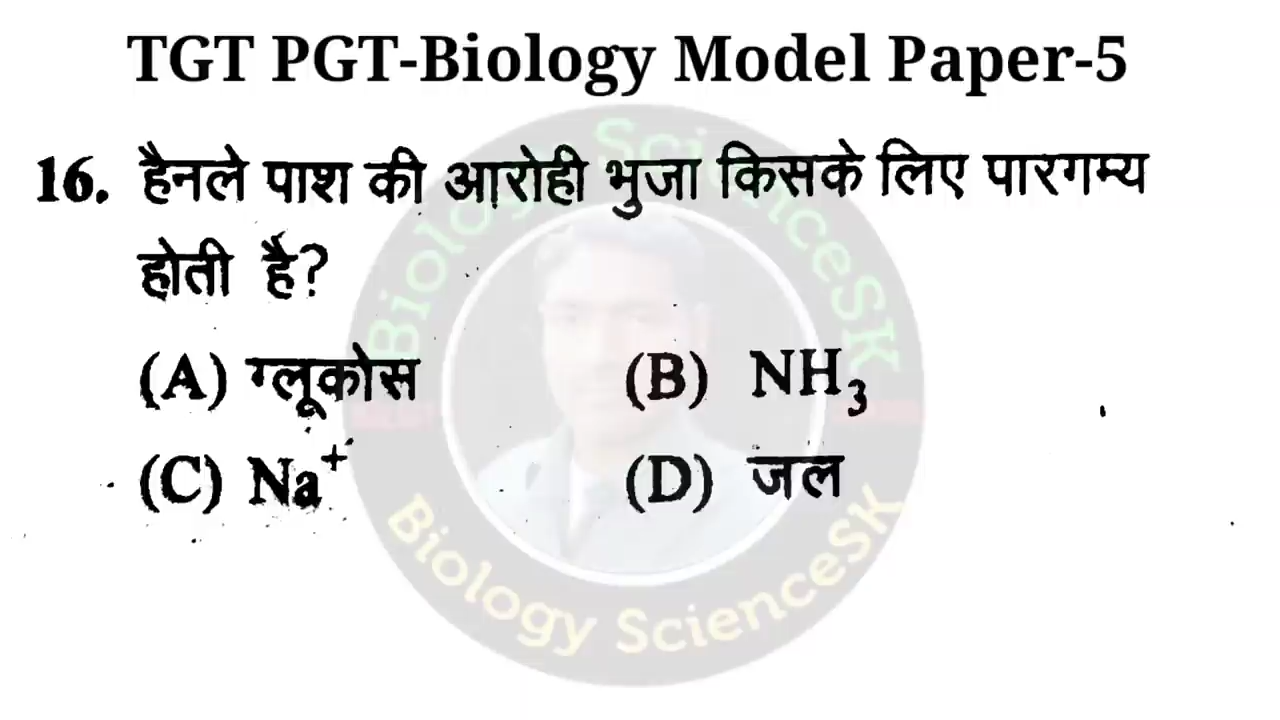 TGT PGT-Biology Model Paper-5
16. हैनले पाश की आरोही भुजा किसके लिए पारगम्य
होती है?
(A) ग्लूकोस (B) NH₃
(C) Na⁺ (D) जल
Biology ScienceSK
Biology ScienceSK